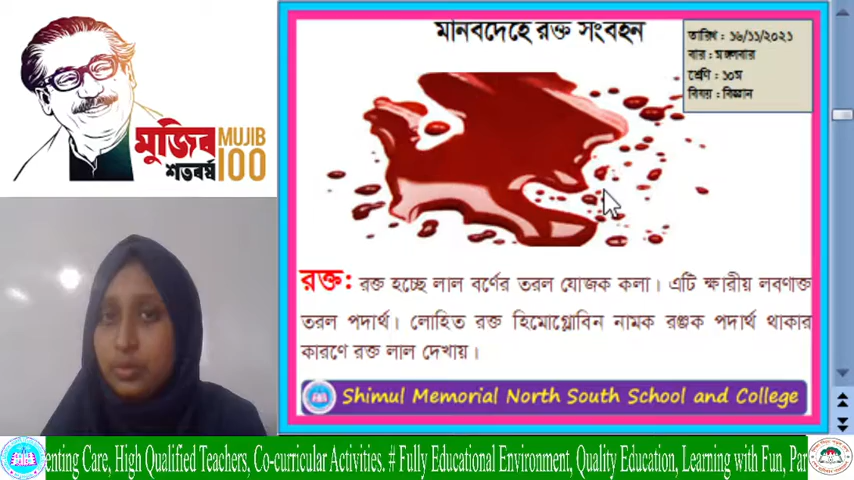 মুজিব
শতবর্ষ
MUJIB
100
মানবদেহে রক্ত সংবহন
তারিখ : ১৬/১১/২০২১
বার : মঙ্গলবার
শ্রেণি : ১০ম
বিষয় : বিজ্ঞান
রক্ত: রক্ত হচ্ছে লাল বর্ণের তরল যোজক কলা। এটি ক্ষারীয় লবণাক্ত
তরল পদার্থ। লোহিত রক্ত হিমোগ্লোবিন নামক রঞ্জক পদার্থ থাকার
কারণে রক্ত লাল দেখায়।
Shimul Memorial North South School and College
enting Care, High Qualified Teachers, Co-curricular Activities. # Fully Educational Environment, Quality Education, Learning with Fun, Par